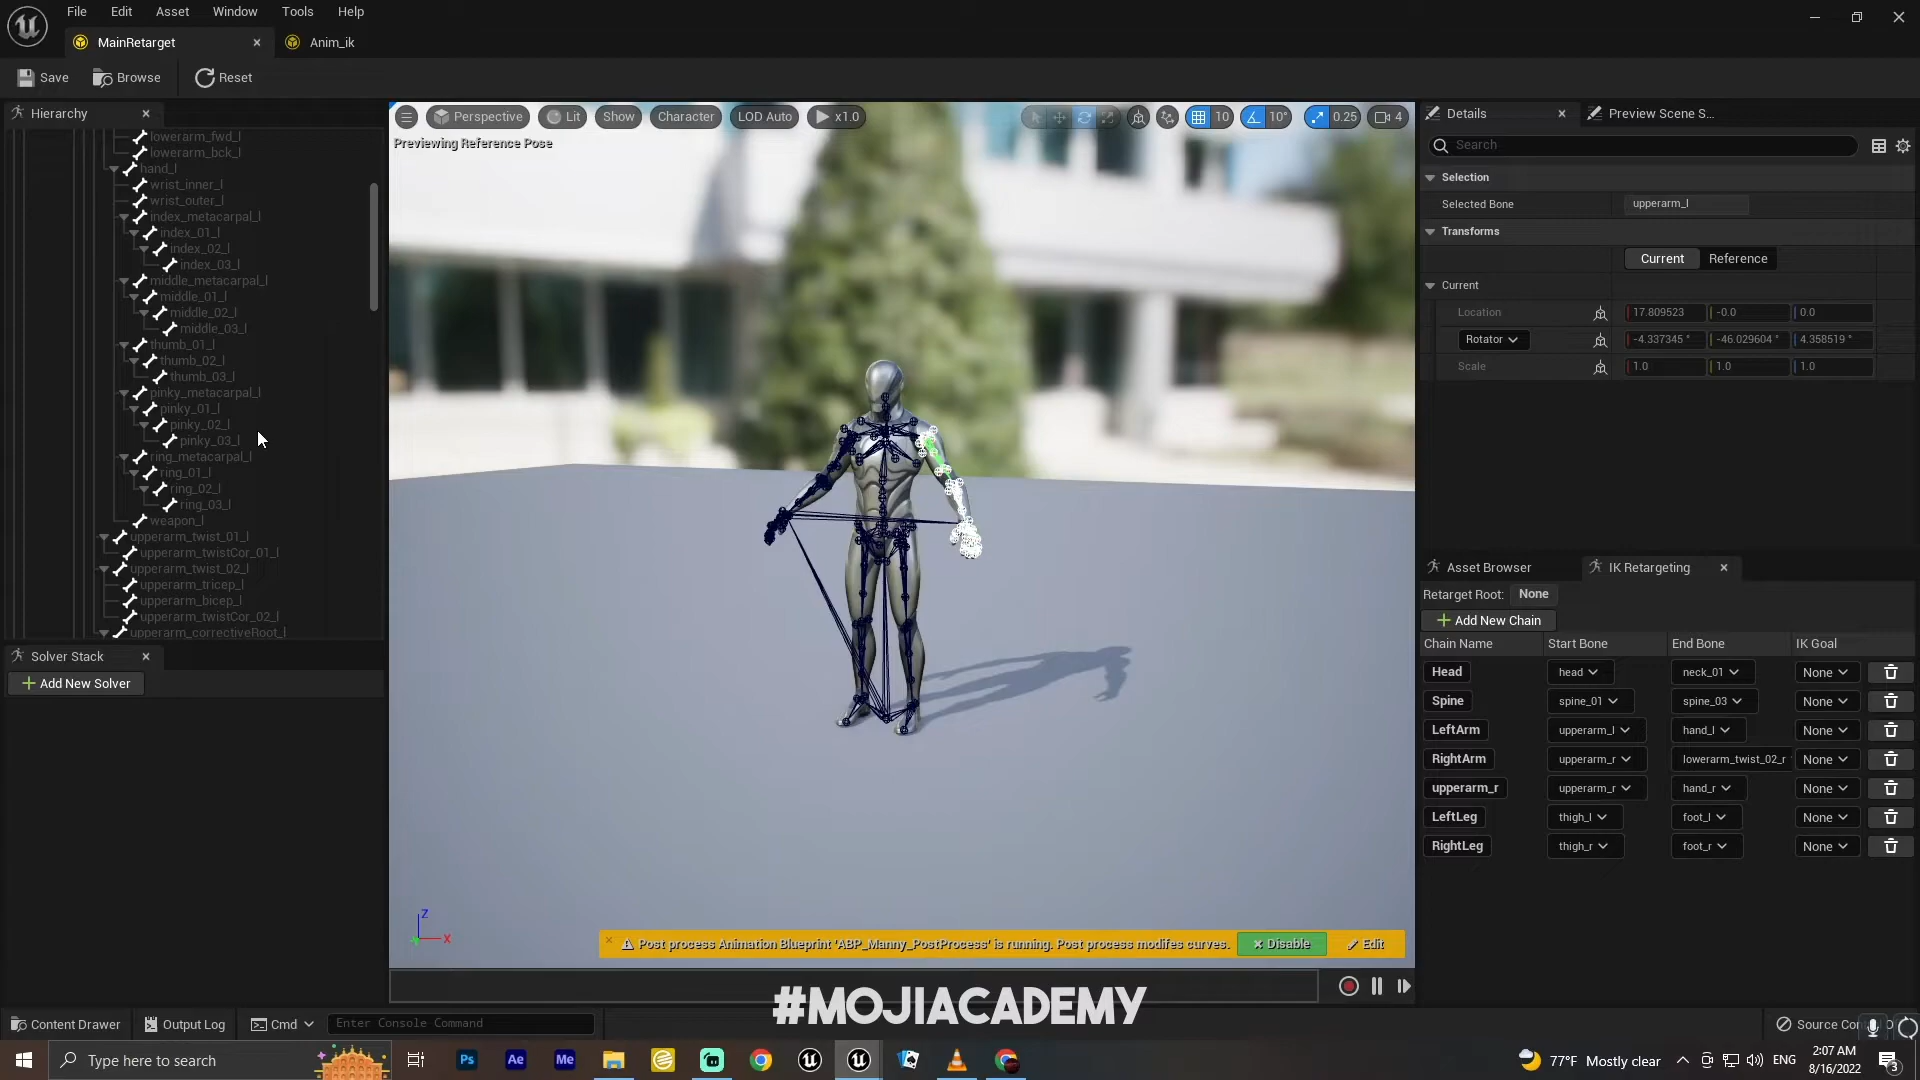 File Edit Asset Window Tools Help
MainRetarget
Anim_ik
Save
Browse
Reset
Hierarchy
lowerarm_fwd_l
lowerarm_bck_l
hand_l
wrist_inner_l
wrist_outer_l
index_metacarpal_l
index_01_l
index_02_l
index_03_l
middle_metacarpal_l
middle_01_l
middle_02_l
middle_03_l
thumb_01_l
thumb_02_l
thumb_03_l
pinky_metacarpal_l
pinky_01_l
pinky_02_l
pinky_03_l
ring_metacarpal_l
ring_01_l
ring_02_l
ring_03_l
weapon_l
upperarm_twist_01_l
upperarm_twistCor_01_l
upperarm_twist_02_l
upperarm_tricep_l
upperarm_bicep_l
upperarm_twistCor_02_l
upperarm_correctiveRoot_l
Solver Stack
Add New Solver
Perspective
Lit
Show
Character
LOD Auto
x1.0
10
10°
0.25
4
Previewing Reference Pose
Z
X
Post process Animation Blueprint 'ABP_Manny_PostProcess' is running. Post process modifes curves.
Disable
Edit
Details
Preview Scene S...
Search
Selection
Selected Bone upperarm_l
Transforms
Current Reference
Current
Location 17.809523 -0.0 0.0
Rotator -4.337345 ° -46.029604 ° 4.358519 °
Scale 1.0 1.0 1.0
Asset Browser
IK Retargeting
Retarget Root: None
Add New Chain
Chain Name Start Bone End Bone IK Goal
Head head neck_01 None
Spine spine_01 spine_03 None
LeftArm upperarm_l hand_l None
RightArm upperarm_r lowerarm_twist_02_r None
upperarm_r upperarm_r hand_r None
LeftLeg thigh_l foot_l None
RightLeg thigh_r foot_r None
#MOJIACADEMY
Content Drawer
Output Log
Cmd
Enter Console Command
Source Co
Type here to search
Ps
Ae
Me
77°F Mostly clear
ENG
2:07 AM
8/16/2022
3